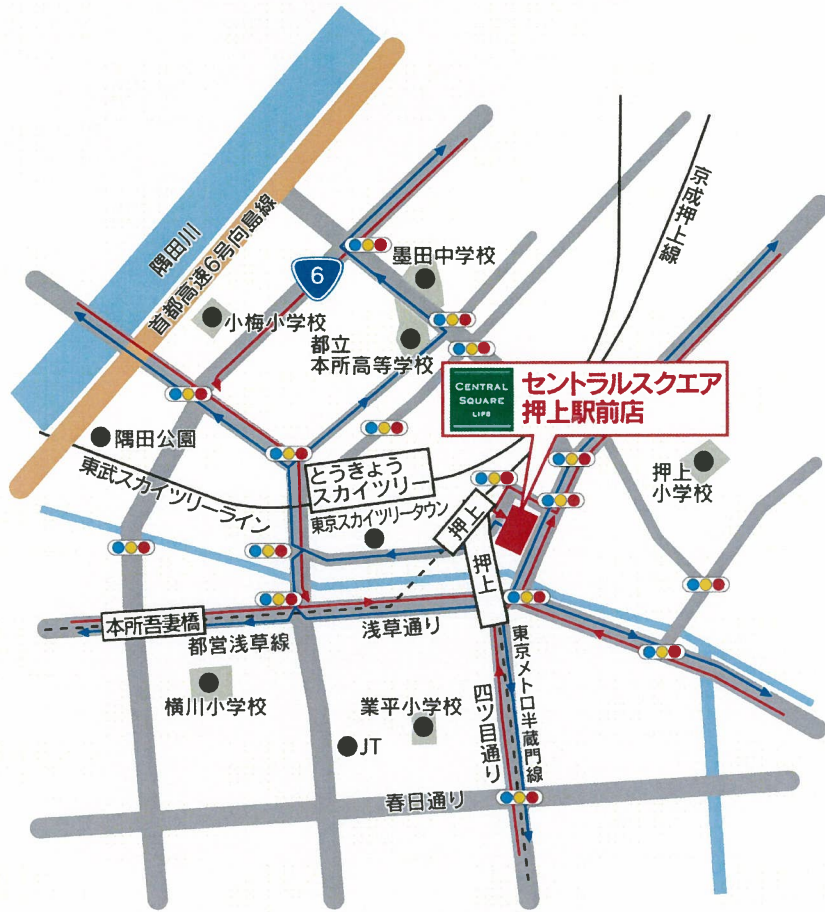 隅田川
首都高速6号向島線
京成押上線
6
墨田中学校
小梅小学校
都立
本所高等学校
CENTRAL
SQUARE
LIFE
セントラルスクエア
押上駅前店
隅田公園
東武スカイツリーライン
とうきょう
スカイツリー
東京スカイツリータウン
押上
押上
押上
小学校
本所吾妻橋
都営浅草線
浅草通り
東京メトロ半蔵門線
四ツ目通り
横川小学校
業平小学校
JT
春日通り